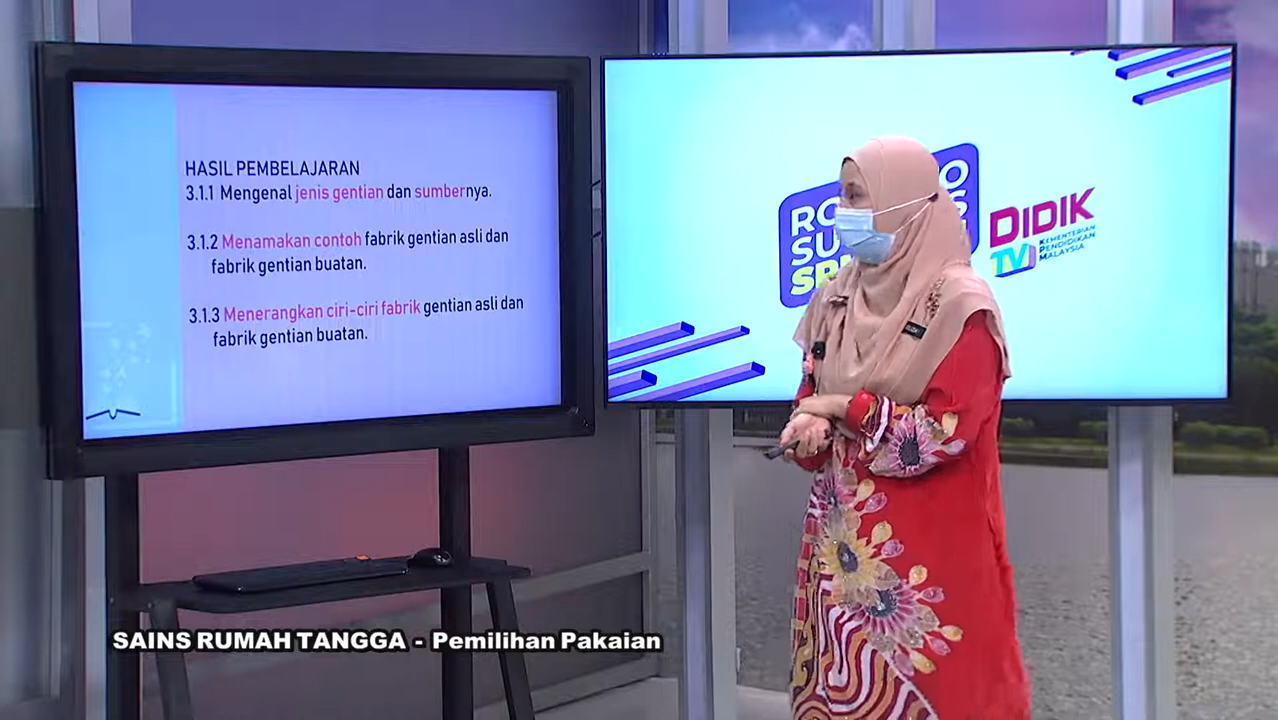 HASIL PEMBELAJARAN
3.1.1 Mengenal jenis gentian dan sumbernya.
3.1.2 Menamakan contoh fabrik gentian asli dan
fabrik gentian buatan.
3.1.3 Menerangkan ciri-ciri fabrik gentian asli dan
fabrik gentian buatan.
DIDIK
TV
KEMENTERIAN
PENDIDIKAN
MALAYSIA
SAINS RUMAH TANGGA - Pemilihan Pakaian